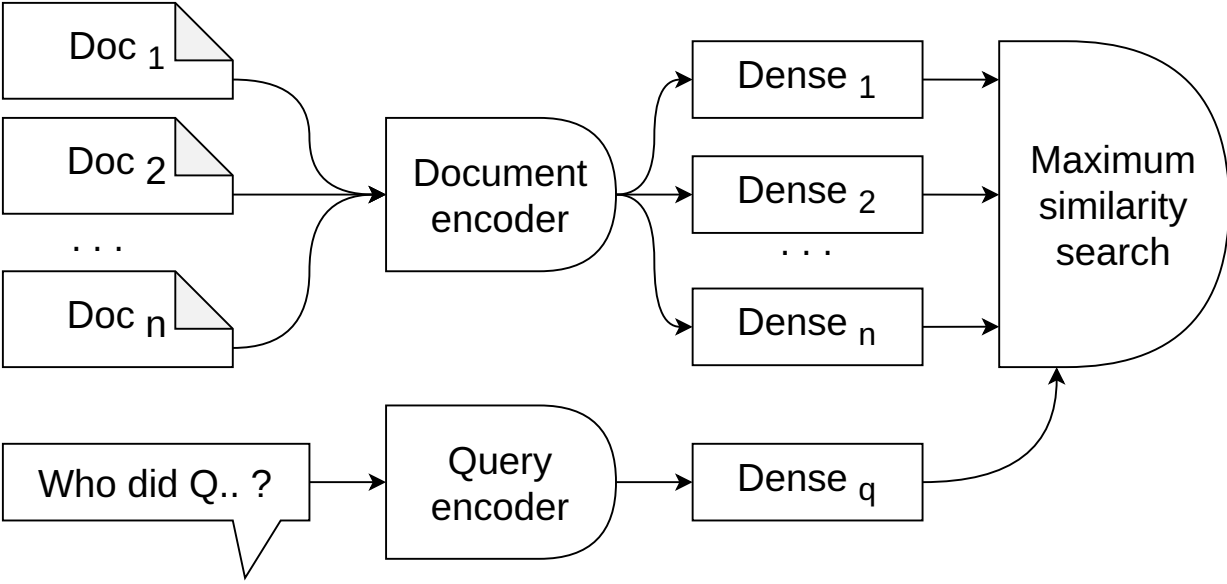 Doc 1
Doc 2
. . .
Doc n
Document
encoder
Dense 1
Dense 2
. . .
Dense n
Maximum
similarity
search
Who did Q.. ?
Query
encoder
Dense q